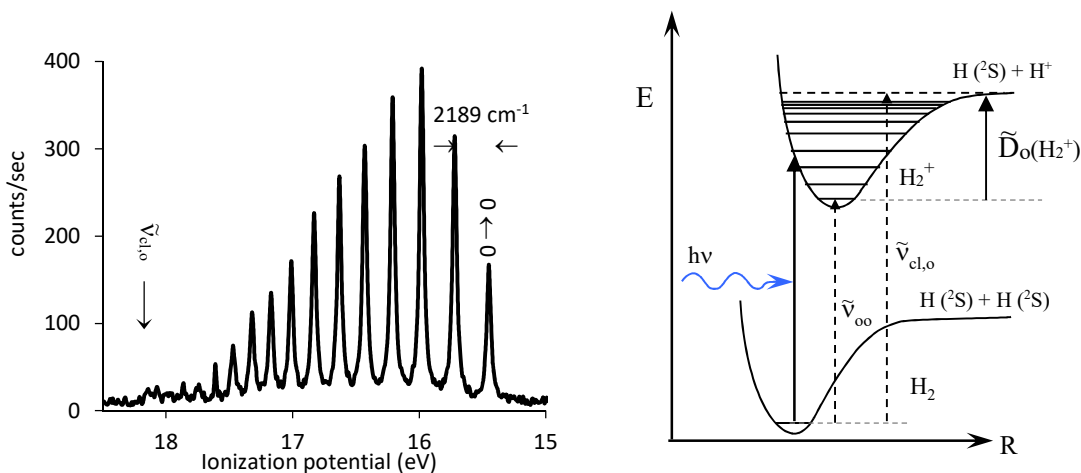 400
300
200
100
0
counts/sec
2189 cm⁻¹
→ ←
0 → 0
ν̃cl,o
18
17
16
15
Ionization potential (eV)
E
H (²S) + H⁺
D̃o(H₂⁺)
H₂⁺
hν
ν̃cl,o
ν̃oo
H (²S) + H (²S)
H₂
R